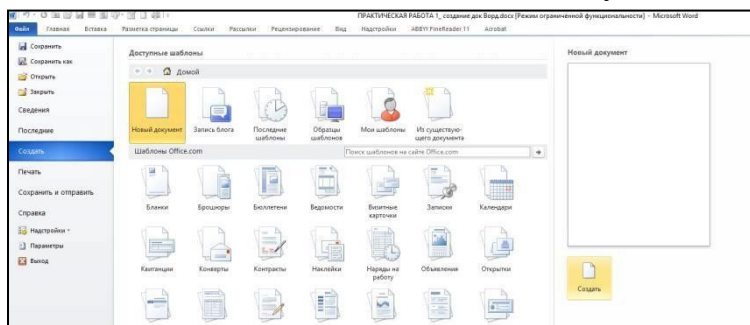 ПРАКТИЧЕСКАЯ РАБОТА 1_ создание док Ворд.docx [Режим ограниченной функциональности] - Microsoft Word
Файл Главная Вставка Разметка страницы Ссылки Рассылки Рецензирование Вид Надстройки ABBYY FineReader 11 Acrobat
Сохранить
Сохранить как
Открыть
Закрыть
Сведения
Последние
Создать
Печать
Сохранить и отправить
Справка
Надстройки
Параметры
Выход
Доступные шаблоны
Домой
Новый документ Запись блога Последние шаблоны Образцы шаблонов Мои шаблоны Из существую-щего документа
Шаблоны Office.com Поиск шаблонов на сайте Office.com
Бланки Брошюры Бюллетени Ведомости Визитные карточки Записки Календари
Квитанции Конверты Контракты Наклейки Наряды на работу Объявления Открытки
Новый документ
Создать